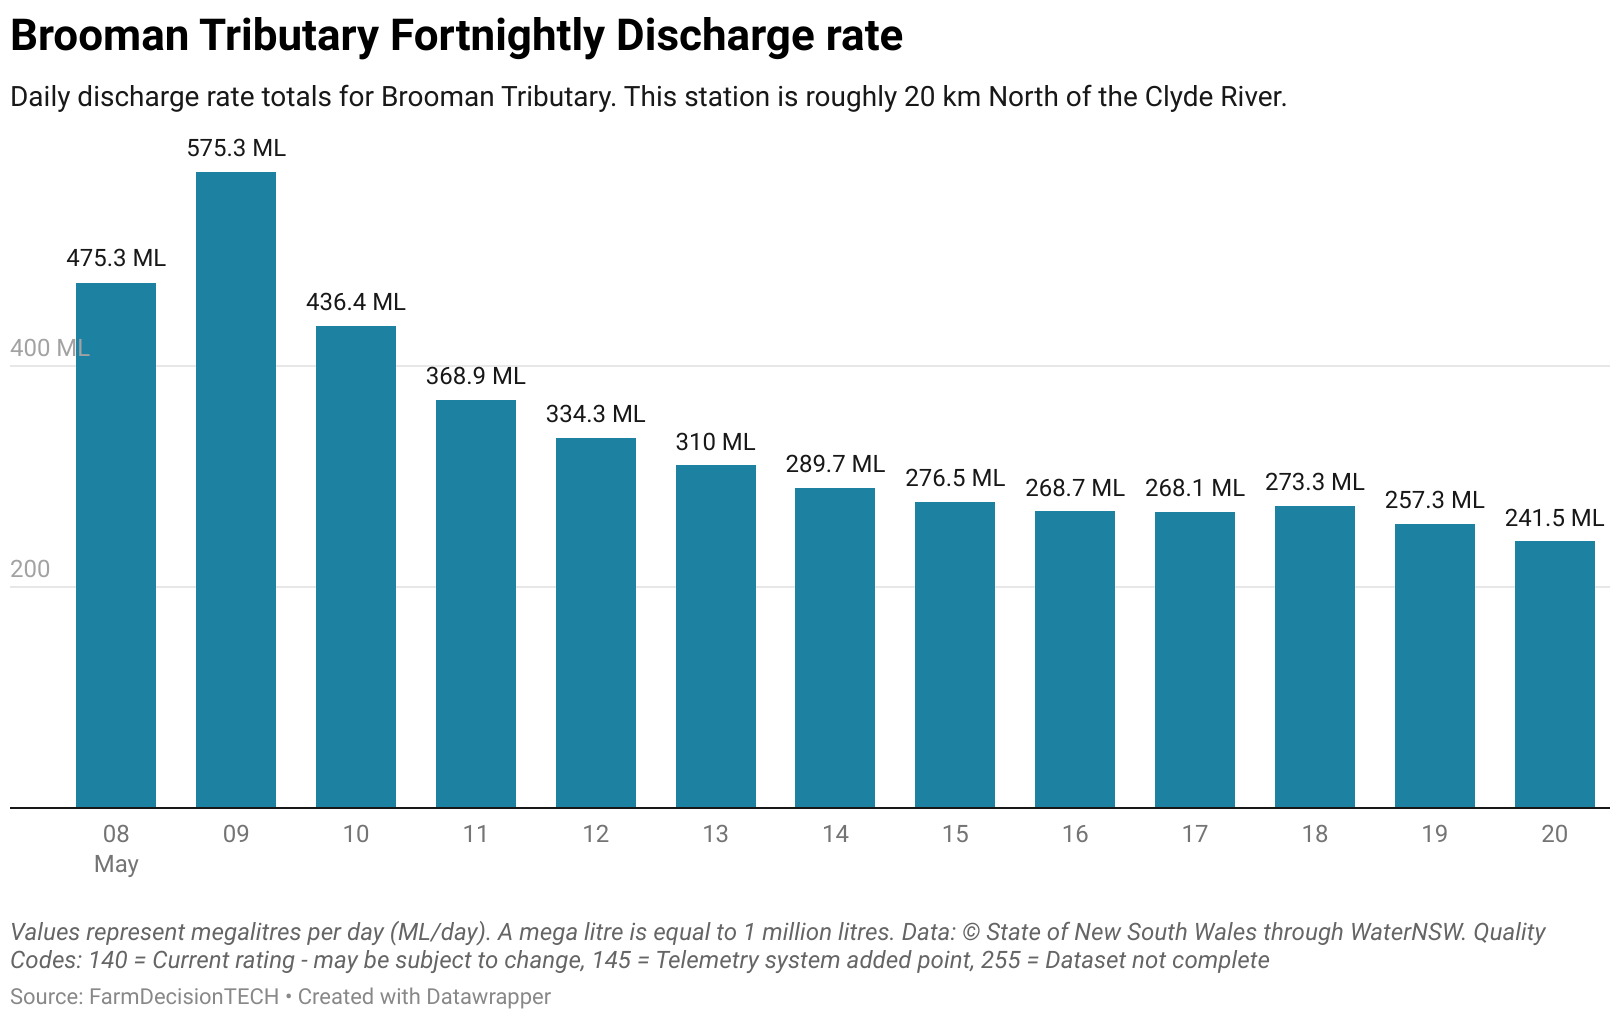 Brooman Tributary Fortnightly Discharge rate
Daily discharge rate totals for Brooman Tributary. This station is roughly 20 km North of the Clyde River.
575.3 ML
475.3 ML
436.4 ML
400 ML
368.9 ML
334.3 ML
310 ML
289.7 ML
276.5 ML
268.7 ML
268.1 ML
273.3 ML
257.3 ML
241.5 ML
200
08 09 10 11 12 13 14 15 16 17 18 19 20
May
Values represent megalitres per day (ML/day). A mega litre is equal to 1 million litres. Data: © State of New South Wales through WaterNSW. Quality
Codes: 140 = Current rating - may be subject to change, 145 = Telemetry system added point, 255 = Dataset not complete
Source: FarmDecisionTECH • Created with Datawrapper